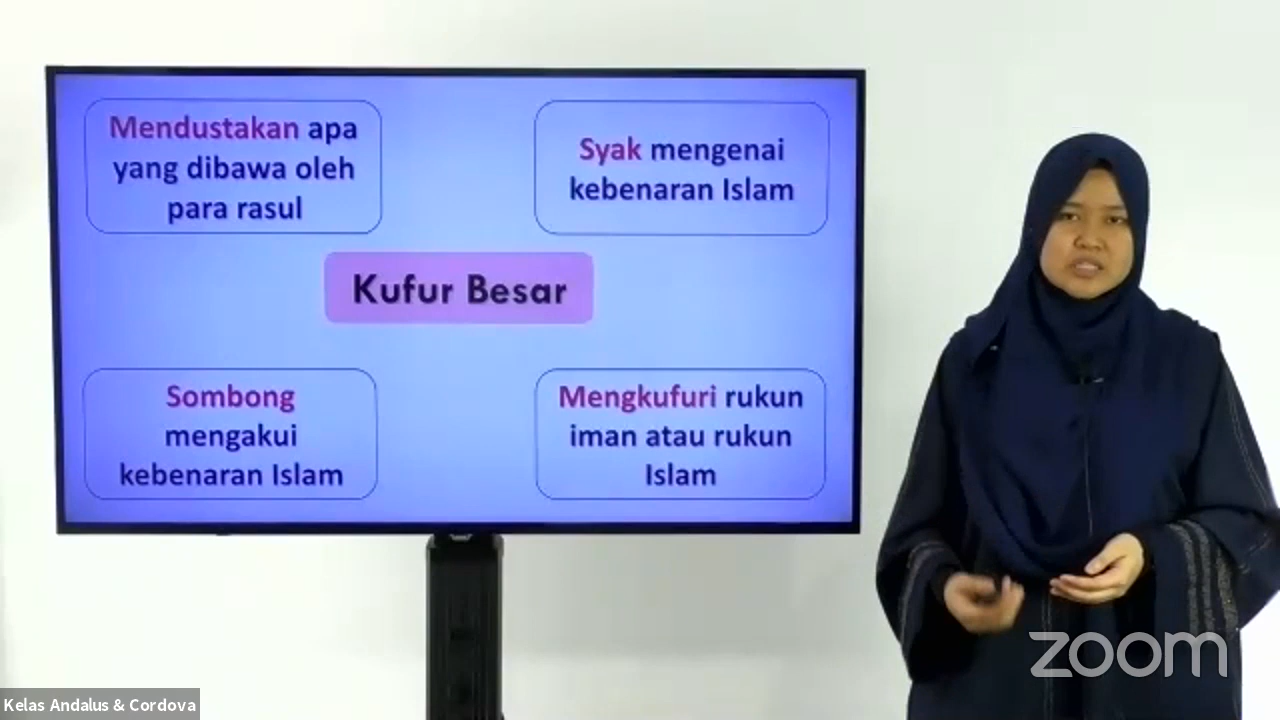 Mendustakan apa
yang dibawa oleh
para rasul
Syak mengenai
kebenaran Islam
Kufur Besar
Sombong
mengakui
kebenaran Islam
Mengkufuri rukun
iman atau rukun
Islam
zoom
Kelas Andalus & Cordova